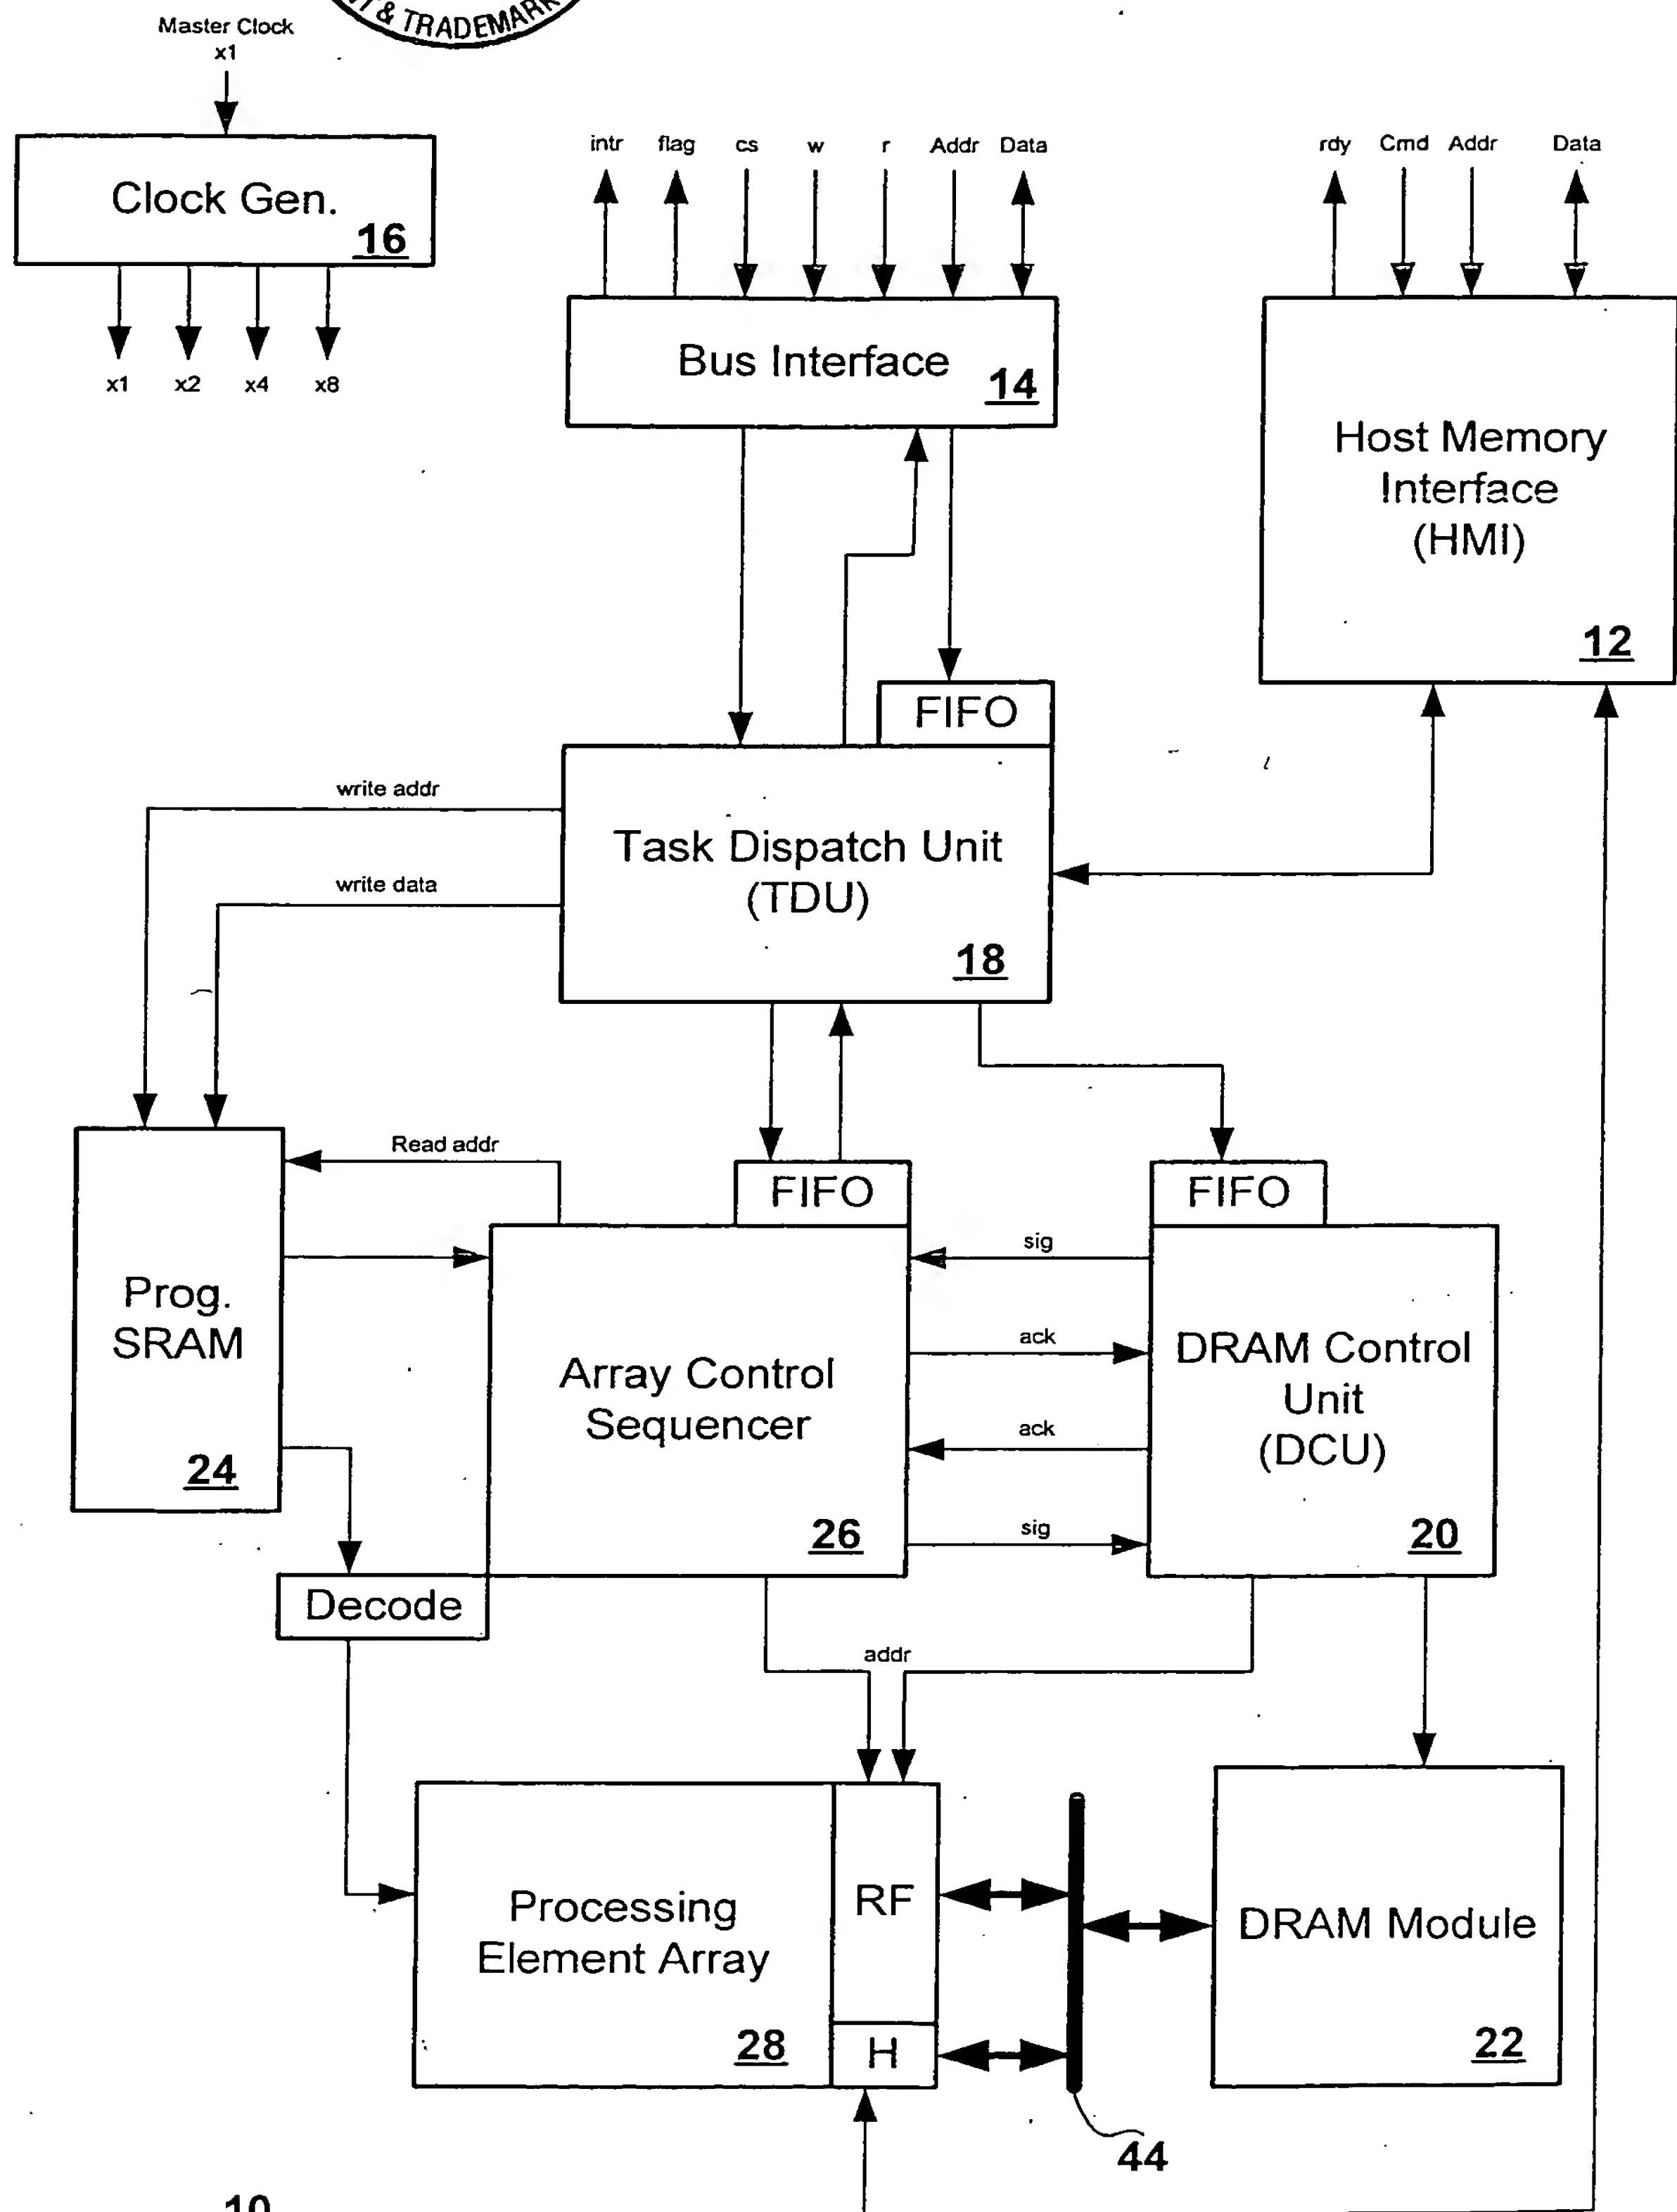 & TRADEMARK
Master Clock
x1
Clock Gen.
16
x1 x2 x4 x8
intr flag cs w r Addr Data
Bus Interface
14
rdy Cmd Addr Data
Host Memory
Interface
(HMI)
12
FIFO
Task Dispatch Unit
(TDU)
18
write addr
write data
Read addr
FIFO
FIFO
Prog.
SRAM
24
Array Control
Sequencer
26
sig
ack
ack
sig
DRAM Control
Unit
(DCU)
20
Decode
addr
Processing
Element Array
28
RF
H
DRAM Module
22
44
10